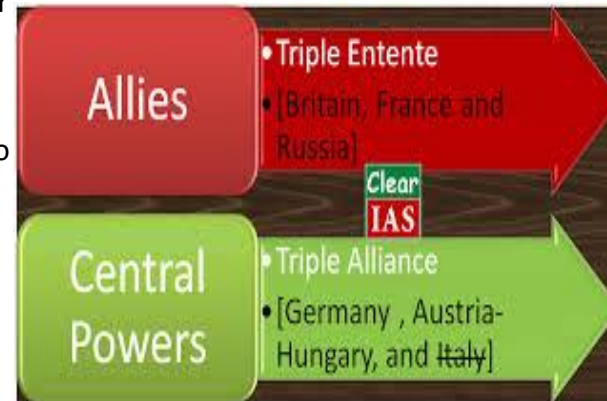 Allies
• Triple Entente
• [Britain, France and
Russia]
Clear
IAS
Central
Powers
• Triple Alliance
• [Germany , Austria-
Hungary, and Italy]